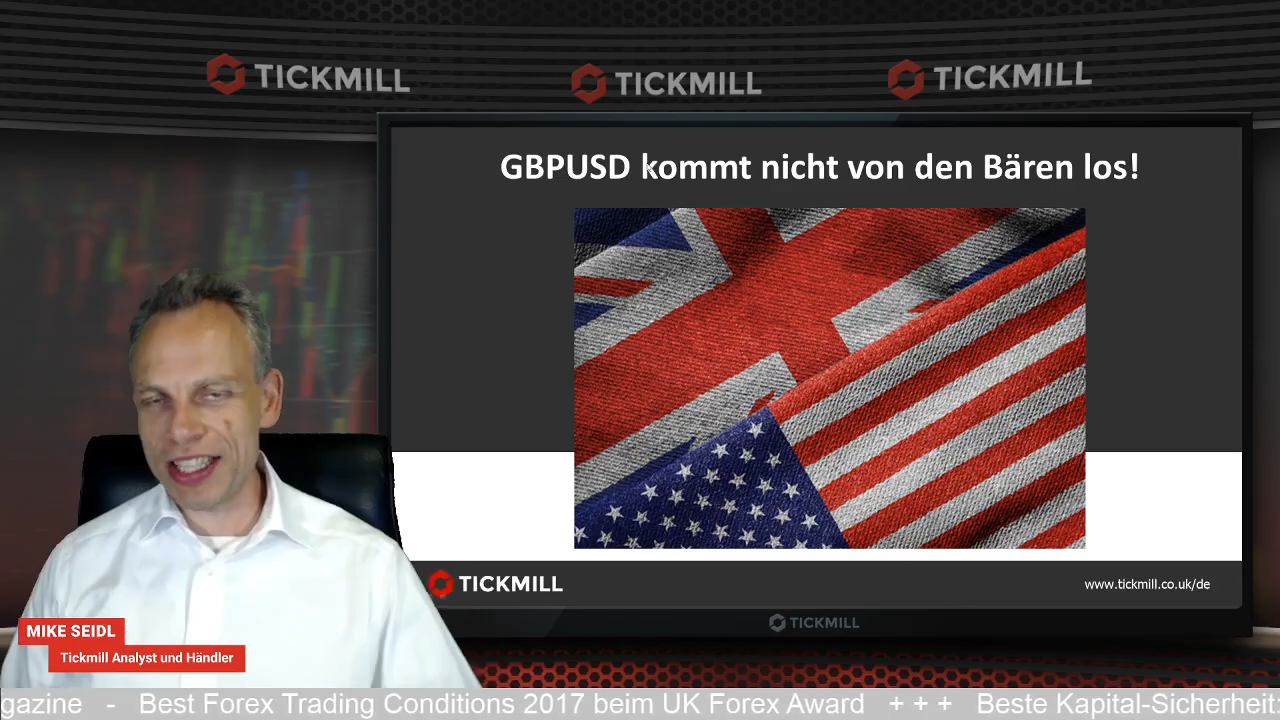 TICKMILL TICKMILL TICKMILL
GBPUSD kommt nicht von den Bären los!
TICKMILL
www.tickmill.co.uk/de
TICKMILL
MIKE SEIDL
Tickmill Analyst und Händler
gazine - Best Forex Trading Conditions 2017 beim UK Forex Award + + + Beste Kapital-Sicherheit.